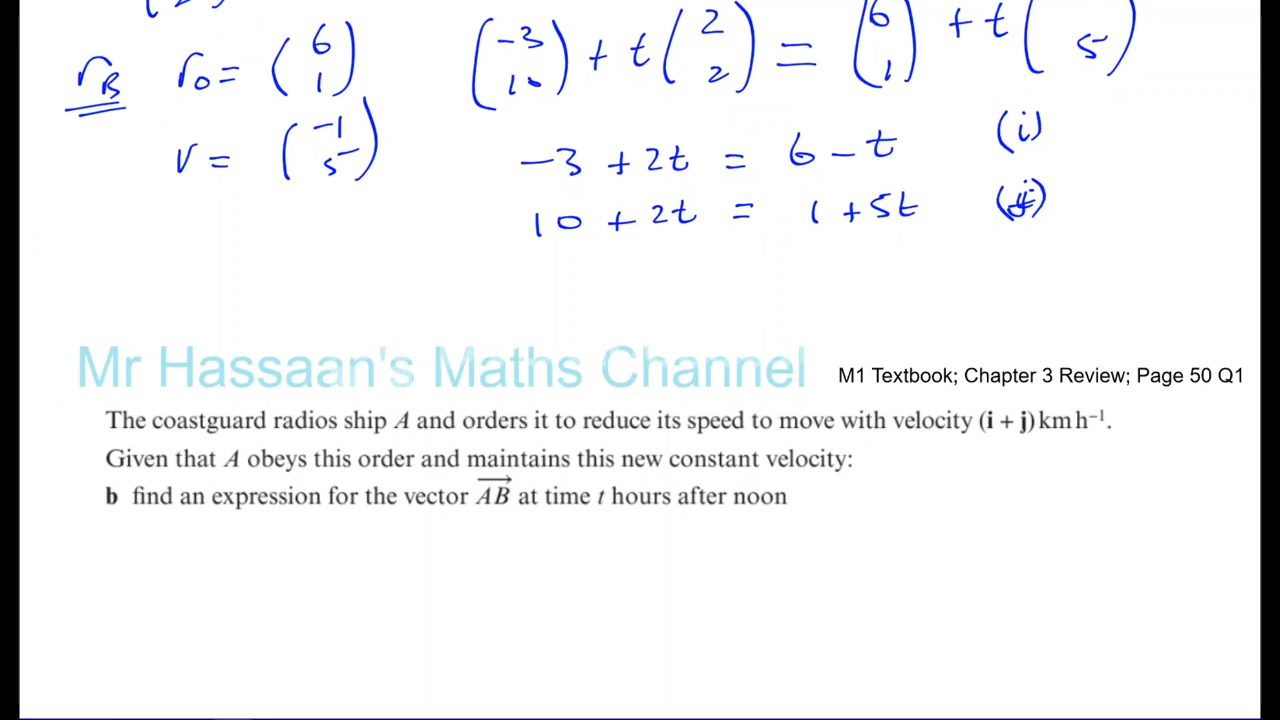 r_B r₀ = (6 1) (-3 10) + t (2 2) = (6 1) + t ( 5)
v = (-1 5) -3 + 2t = 6 - t (i)
10 + 2t = 1 + 5t (j)
Mr Hassaan's Maths Channel
M1 Textbook; Chapter 3 Review; Page 50 Q1
The coastguard radios ship A and orders it to reduce its speed to move with velocity (i + j) km h⁻¹.
Given that A obeys this order and maintains this new constant velocity:
b find an expression for the vector A⃗B⃗ at time t hours after noon